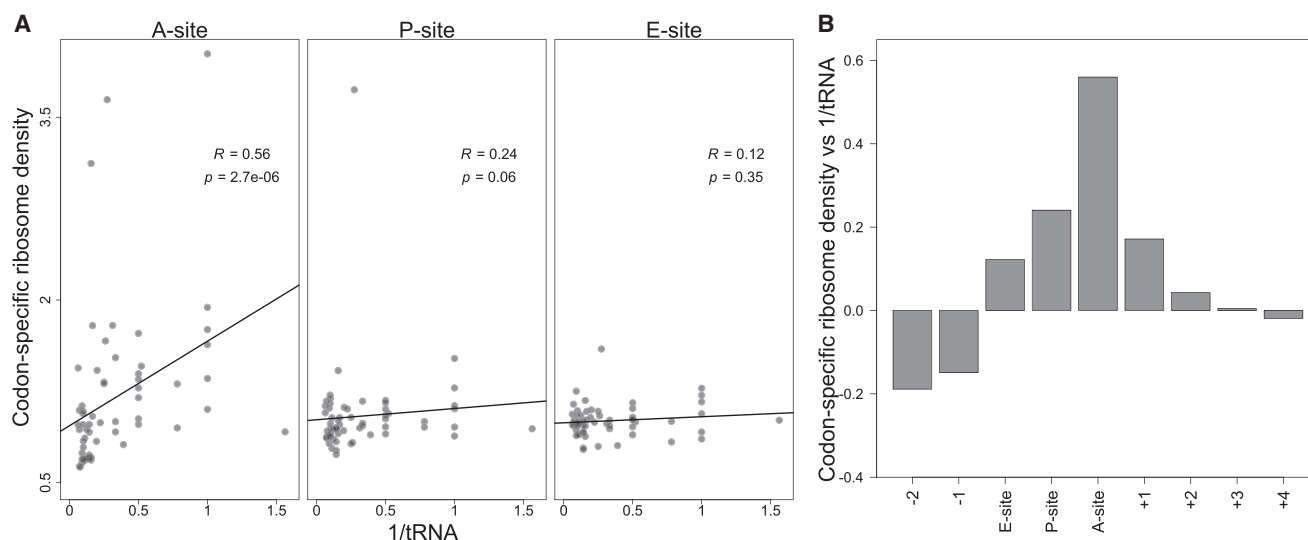 A
A-site
P-site
E-site
Codon-specific ribosome density
3.5
2
0.5
R = 0.56
p = 2.7e-06
R = 0.24
p = 0.06
R = 0.12
p = 0.35
0 0.5 1 1.5
0 0.5 1 1.5
0 0.5 1 1.5
1/tRNA
B
Codon-specific ribosome density vs 1/tRNA
0.6
0.4
0.2
0.0
-0.2
-0.4
-2
-1
E-site
P-site
A-site
+1
+2
+3
+4